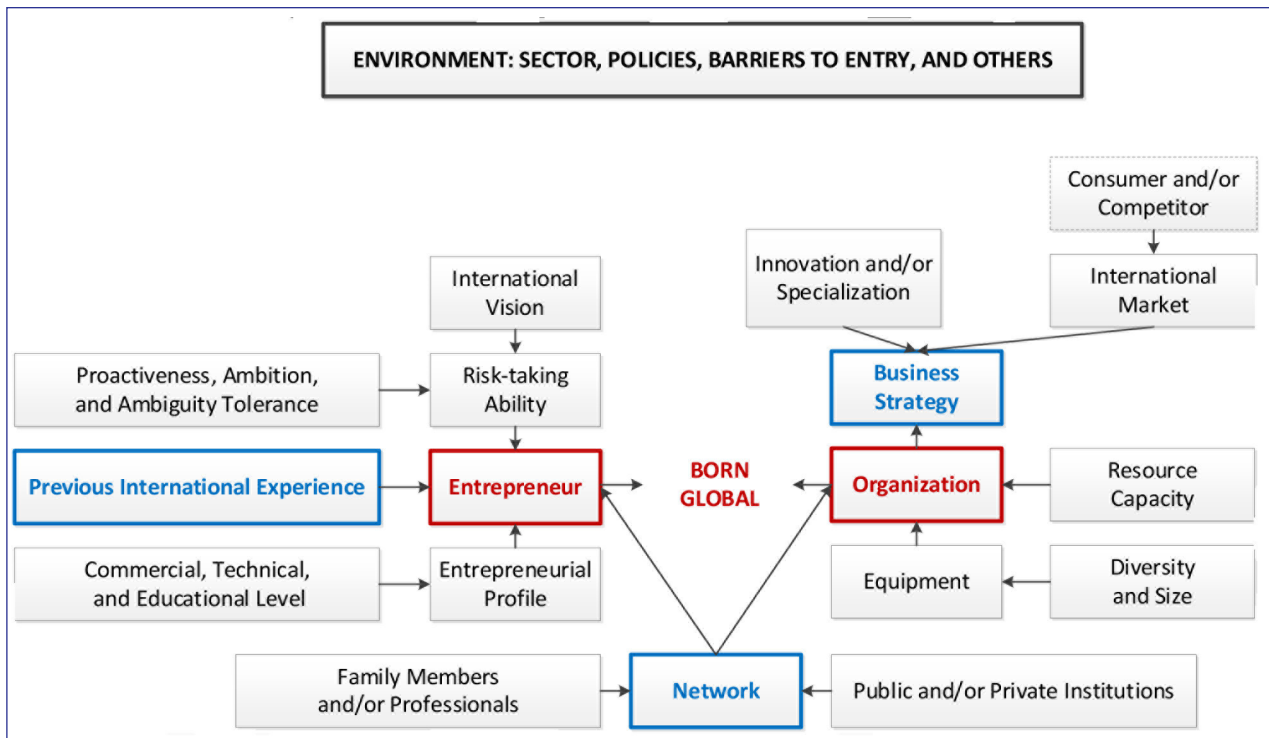 ENVIRONMENT: SECTOR, POLICIES, BARRIERS TO ENTRY, AND OTHERS
Consumer and/or
Competitor
International
Vision
Innovation and/or
Specialization
International
Market
Proactiveness, Ambition,
and Ambiguity Tolerance
Risk-taking
Ability
Business
Strategy
Previous International Experience
Entrepreneur
BORN
GLOBAL
Organization
Resource
Capacity
Commercial, Technical,
and Educational Level
Entrepreneurial
Profile
Equipment
Diversity
and Size
Family Members
and/or Professionals
Network
Public and/or Private Institutions